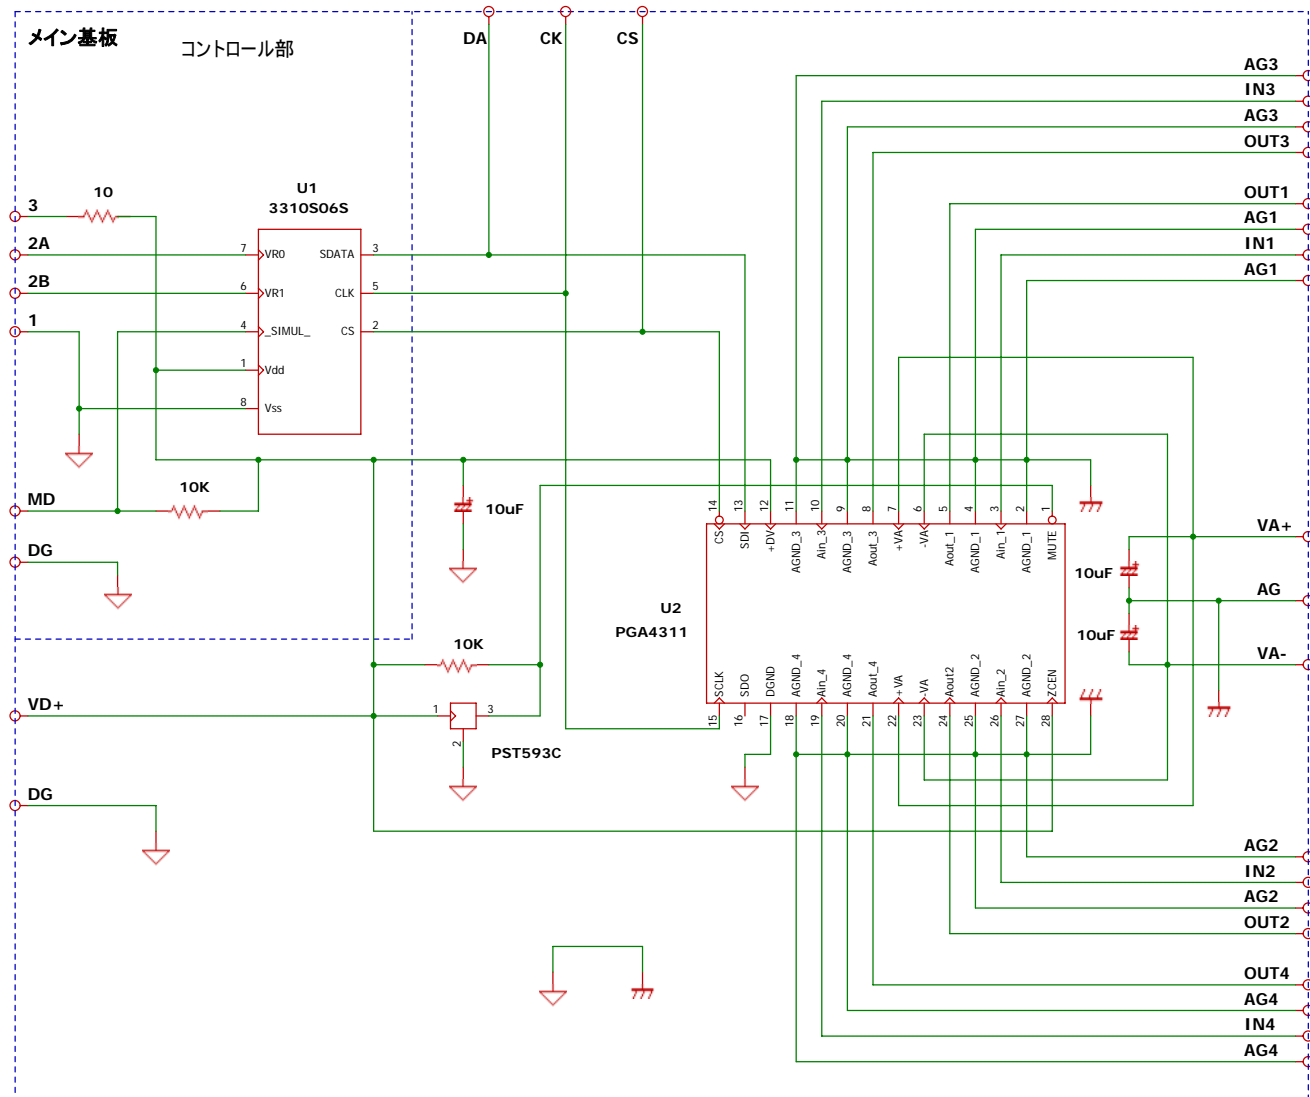 メイン基板
コントロール部
DA
CK
CS
AG3
IN3
AG3
OUT3
OUT1
AG1
IN1
AG1
3
10
2A
2B
1
U1
3310S06S
7
VR0
SDATA
3
6
VR1
CLK
5
4
_SIMUL_
CS
2
1
Vdd
8
Vss
MD
10K
DG
10uF
14
13
12
11
10
9
8
7
6
5
4
3
2
1
CS
SDI
+DV
AGND_3
Ain_3
AGND_3
Aout_3
+VA
-VA
Aout_1
AGND_1
Ain_1
AGND_1
MUTE
U2
PGA4311
SCLK
SDO
DGND
AGND_4
Ain_4
AGND_4
Aout_4
+VA
-VA
Aout2
AGND_2
Ain_2
AGND_2
ZCEN
15
16
17
18
19
20
21
22
23
24
25
26
27
28
VA+
10uF
AG
10uF
VA-
10K
VD+
1
3
2
PST593C
DG
AG2
IN2
AG2
OUT2
OUT4
AG4
IN4
AG4